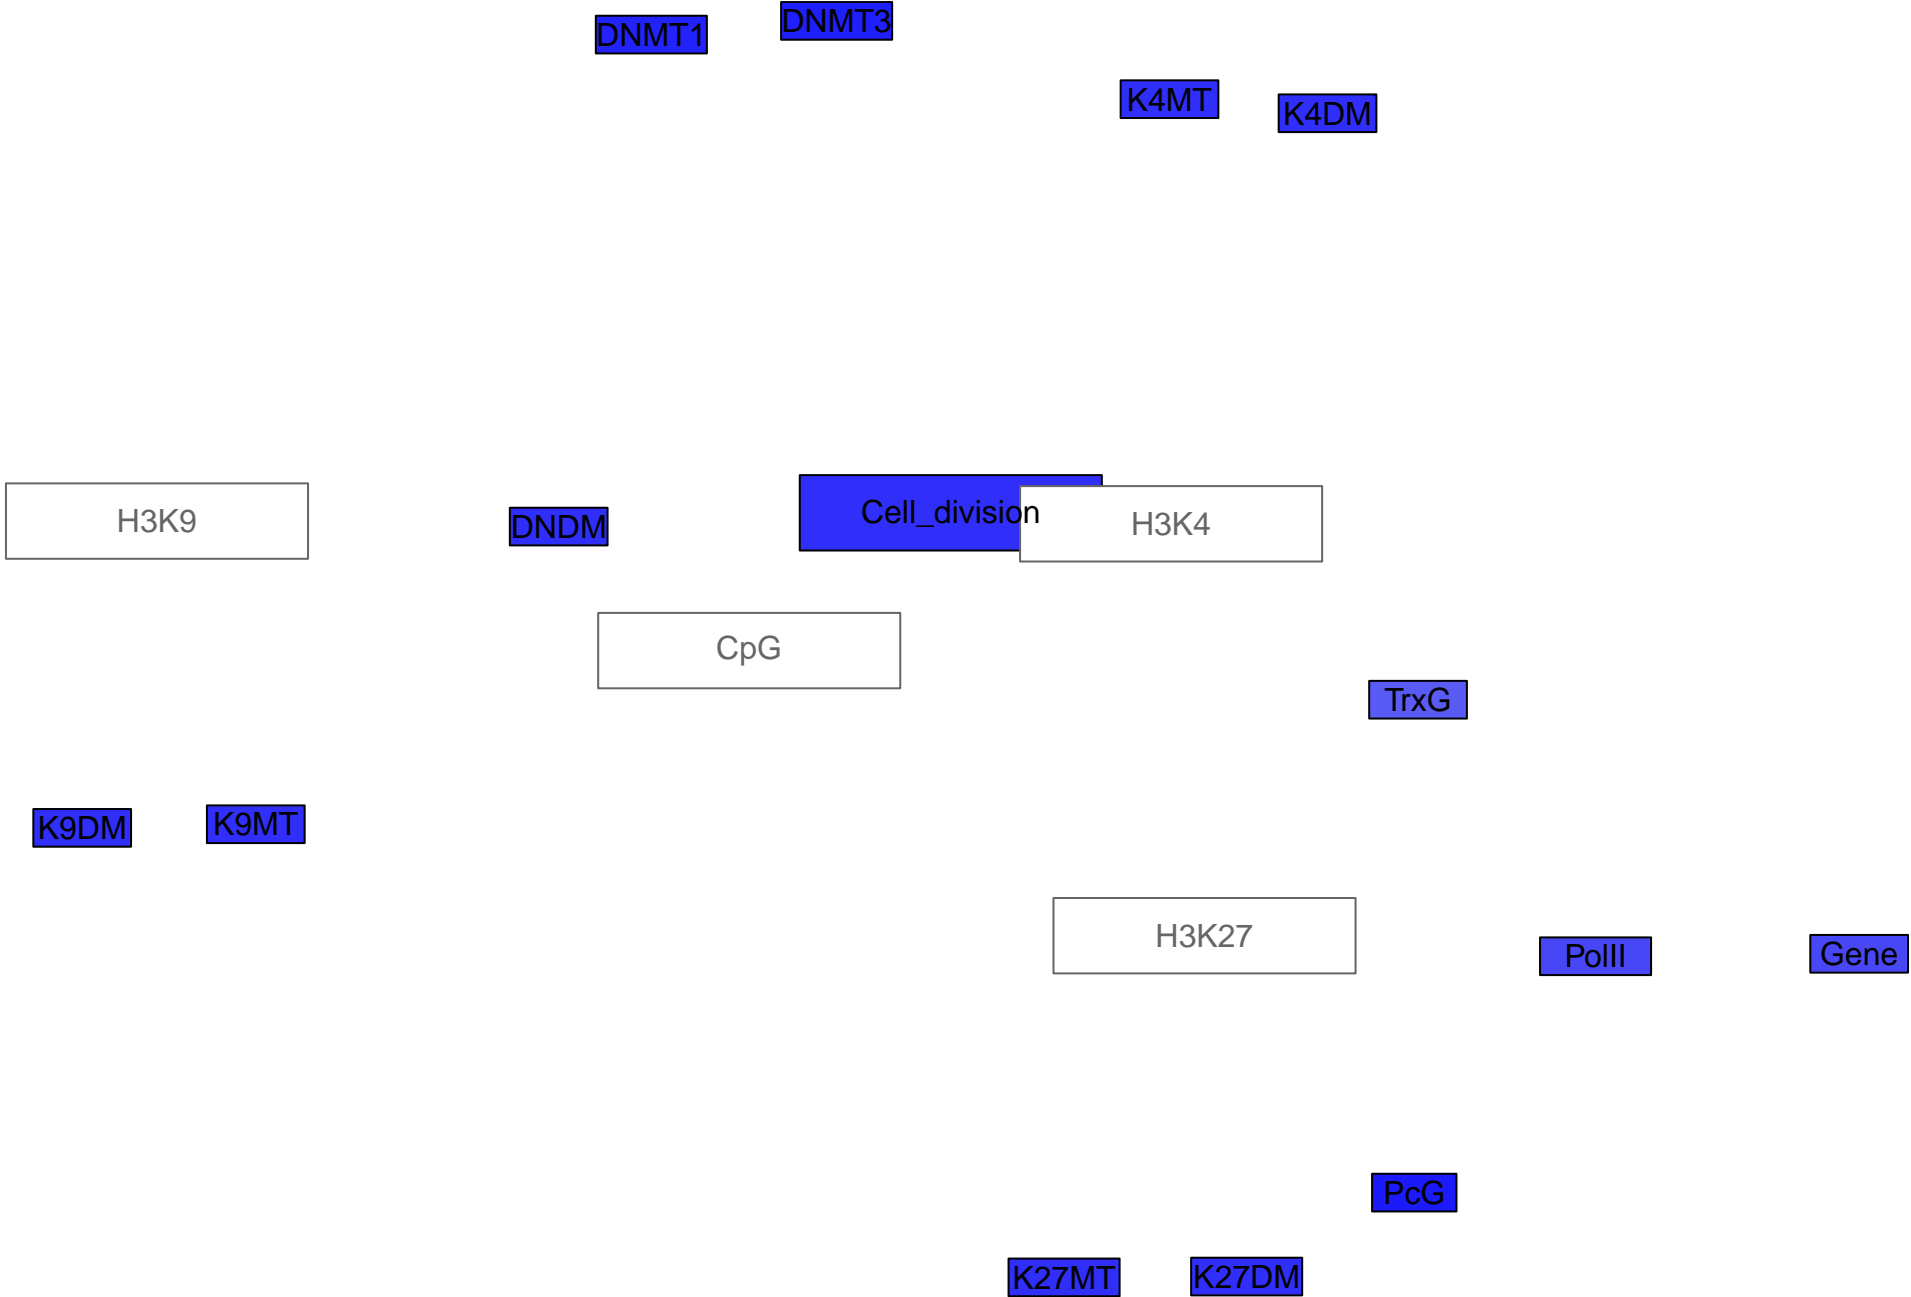 DNMT1
DNMT3
K4MT
K4DM
H3K9
DNDM
Cell_division
H3K4
CpG
TrxG
K9DM
K9MT
H3K27
PolII
Gene
PcG
K27MT
K27DM